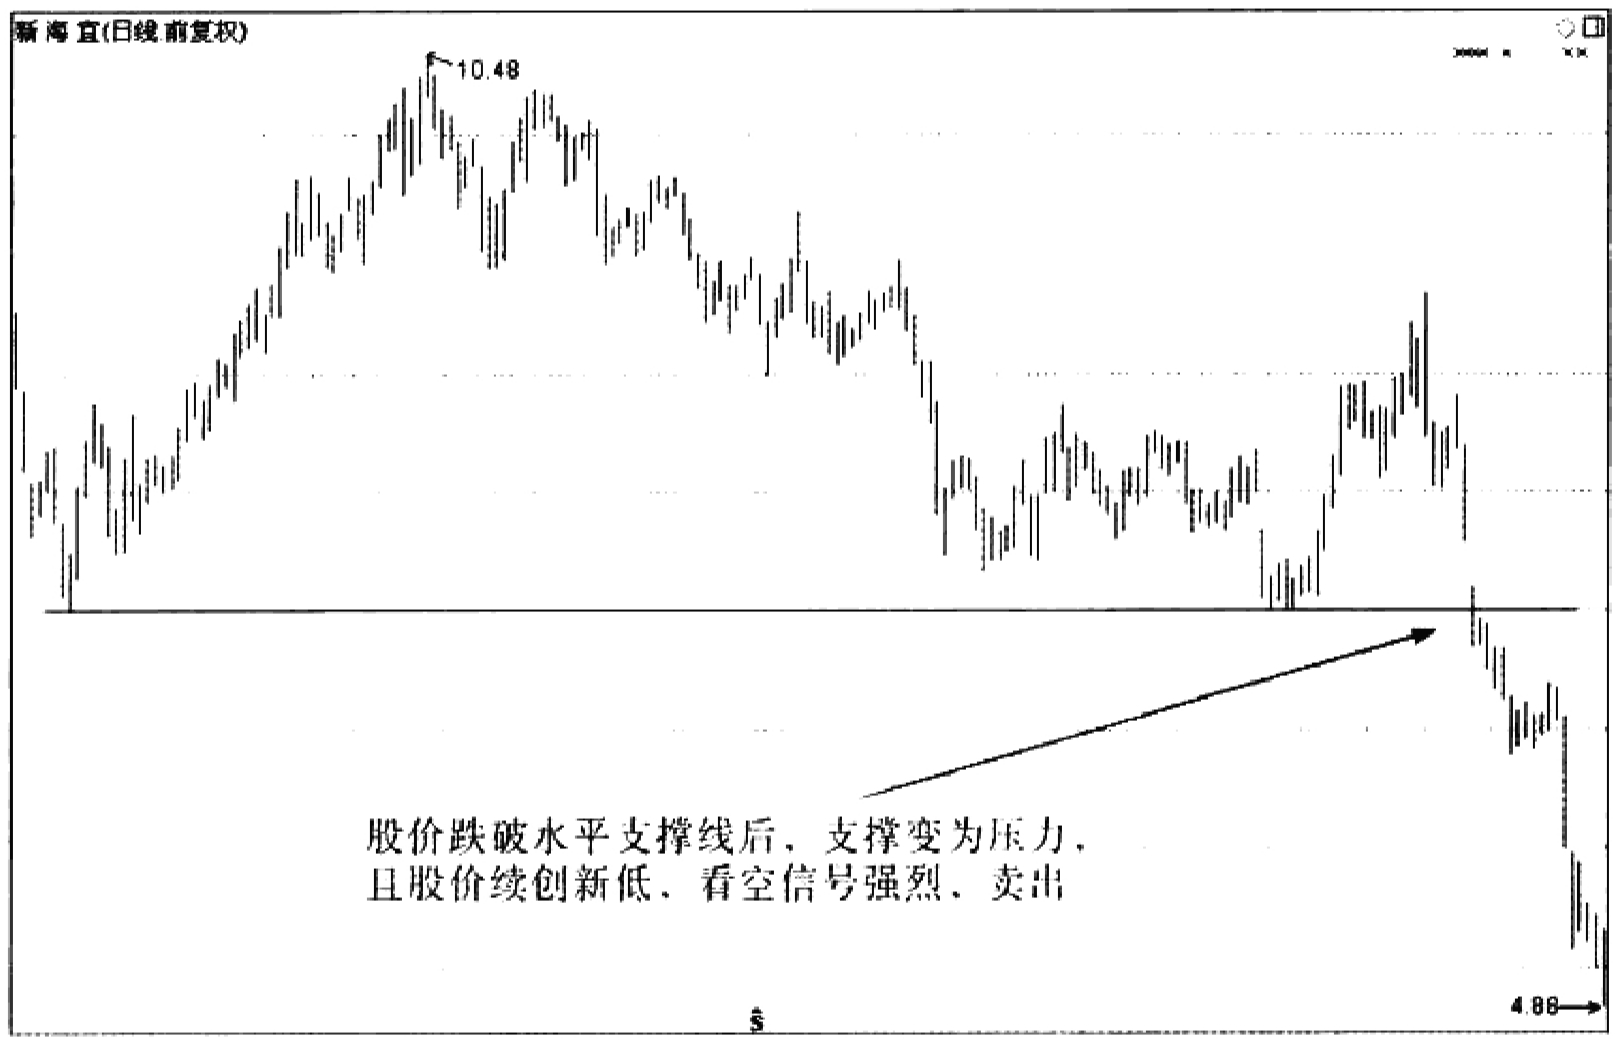 新海宜(日线.前复权)
10.48
股价跌破水平支撑线后、支撑变为压力、
且股价续创新低、看空信号强烈、卖出
4.86
ŝ